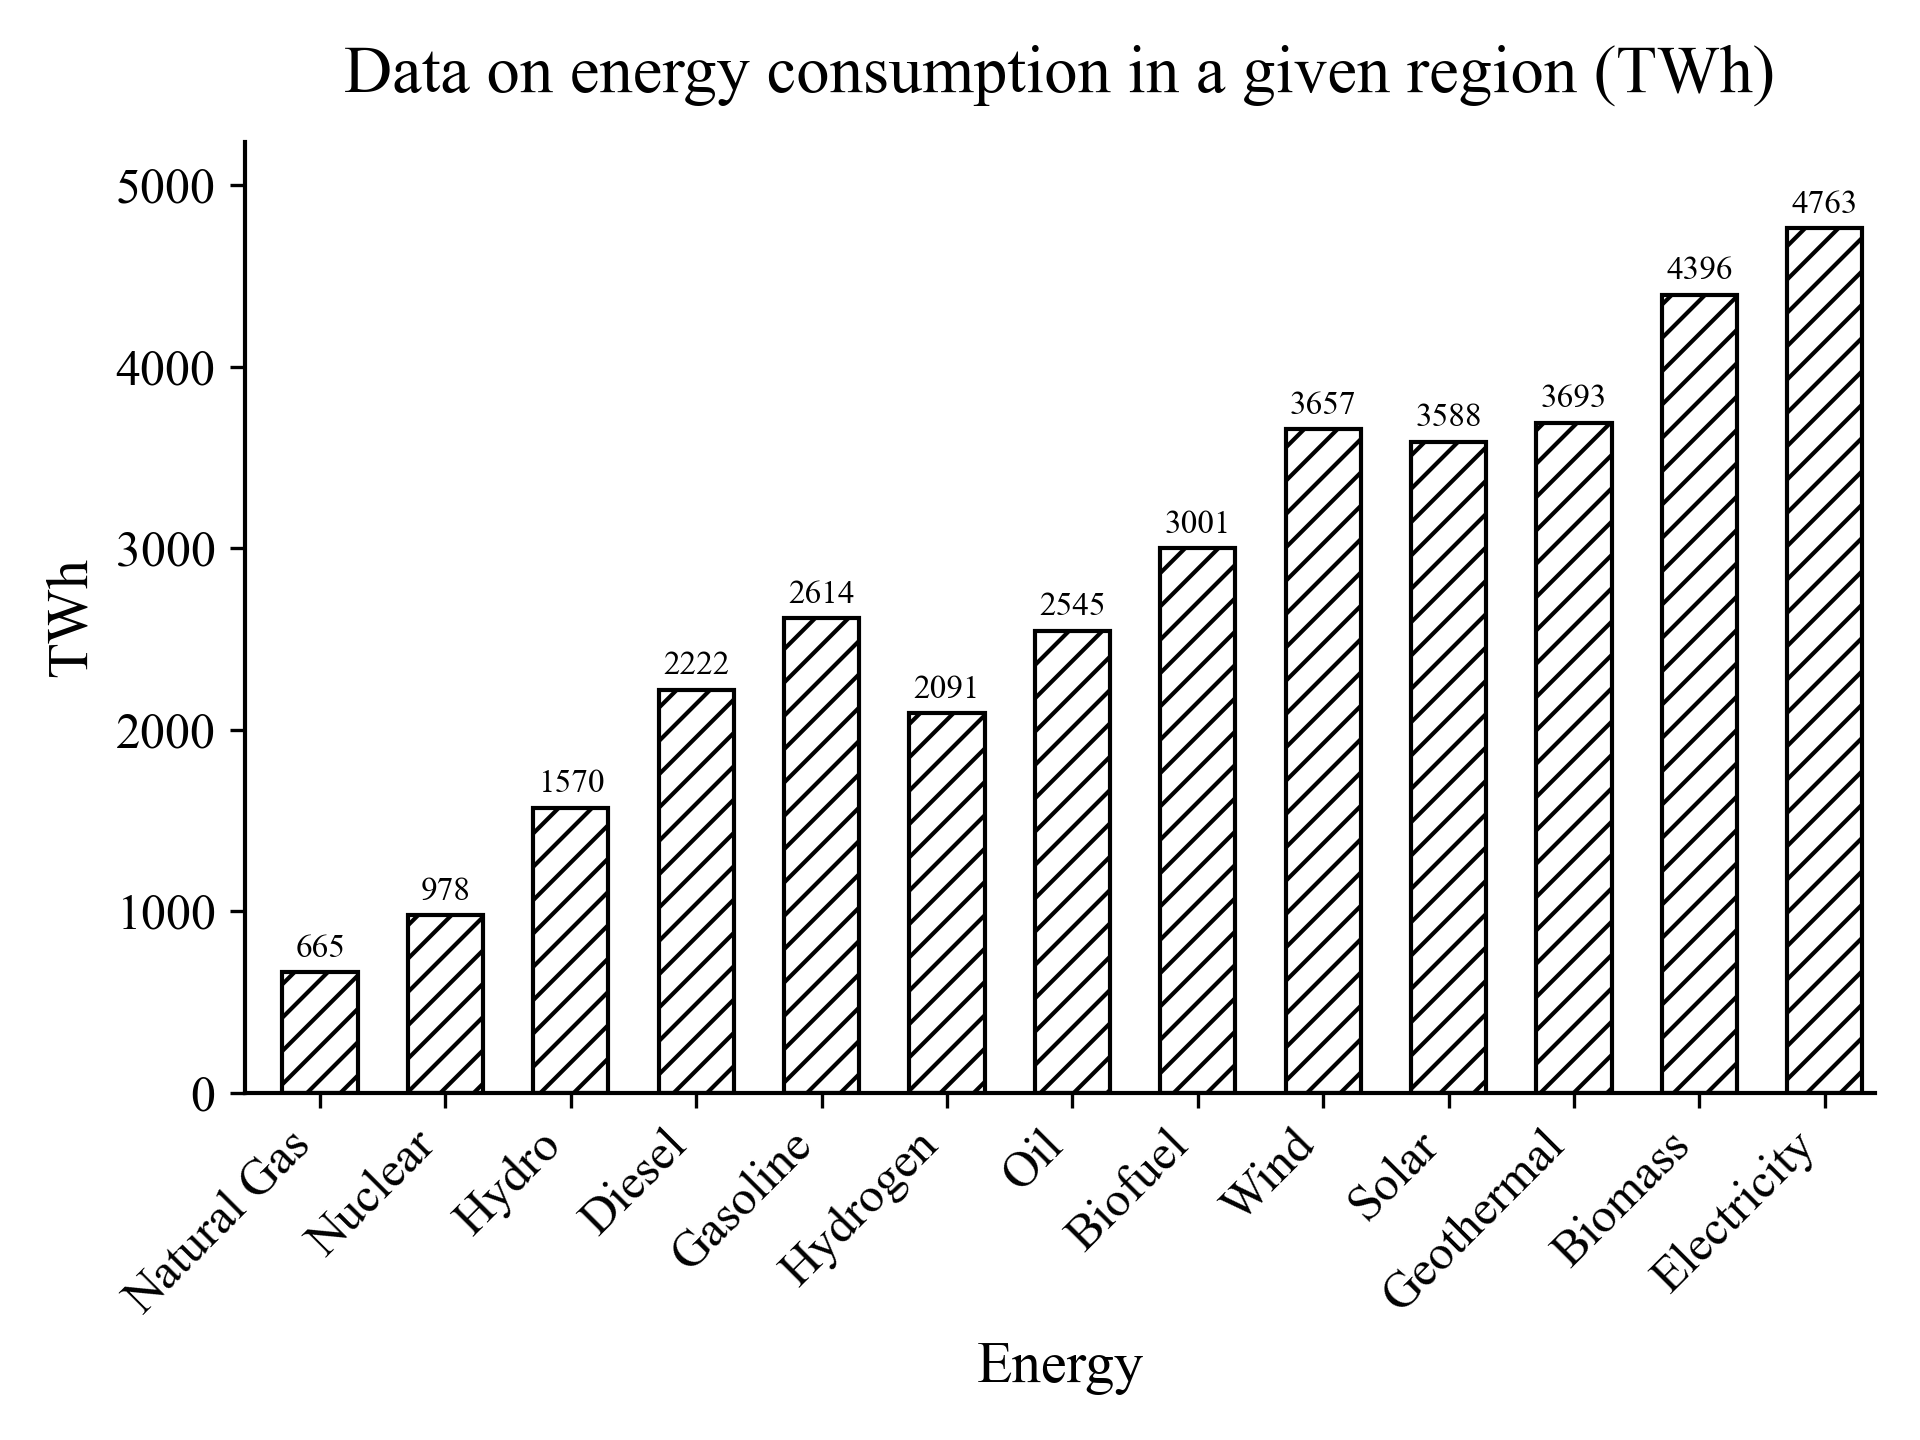 Data on energy consumption in a given region (TWh)
5000
4000
3000
2000
1000
0
TWh
665
978
1570
2222
2614
2091
2545
3001
3657
3588
3693
4396
4763
Natural Gas
Nuclear
Hydro
Diesel
Gasoline
Hydrogen
Oil
Biofuel
Wind
Solar
Geothermal
Biomass
Electricity
Energy